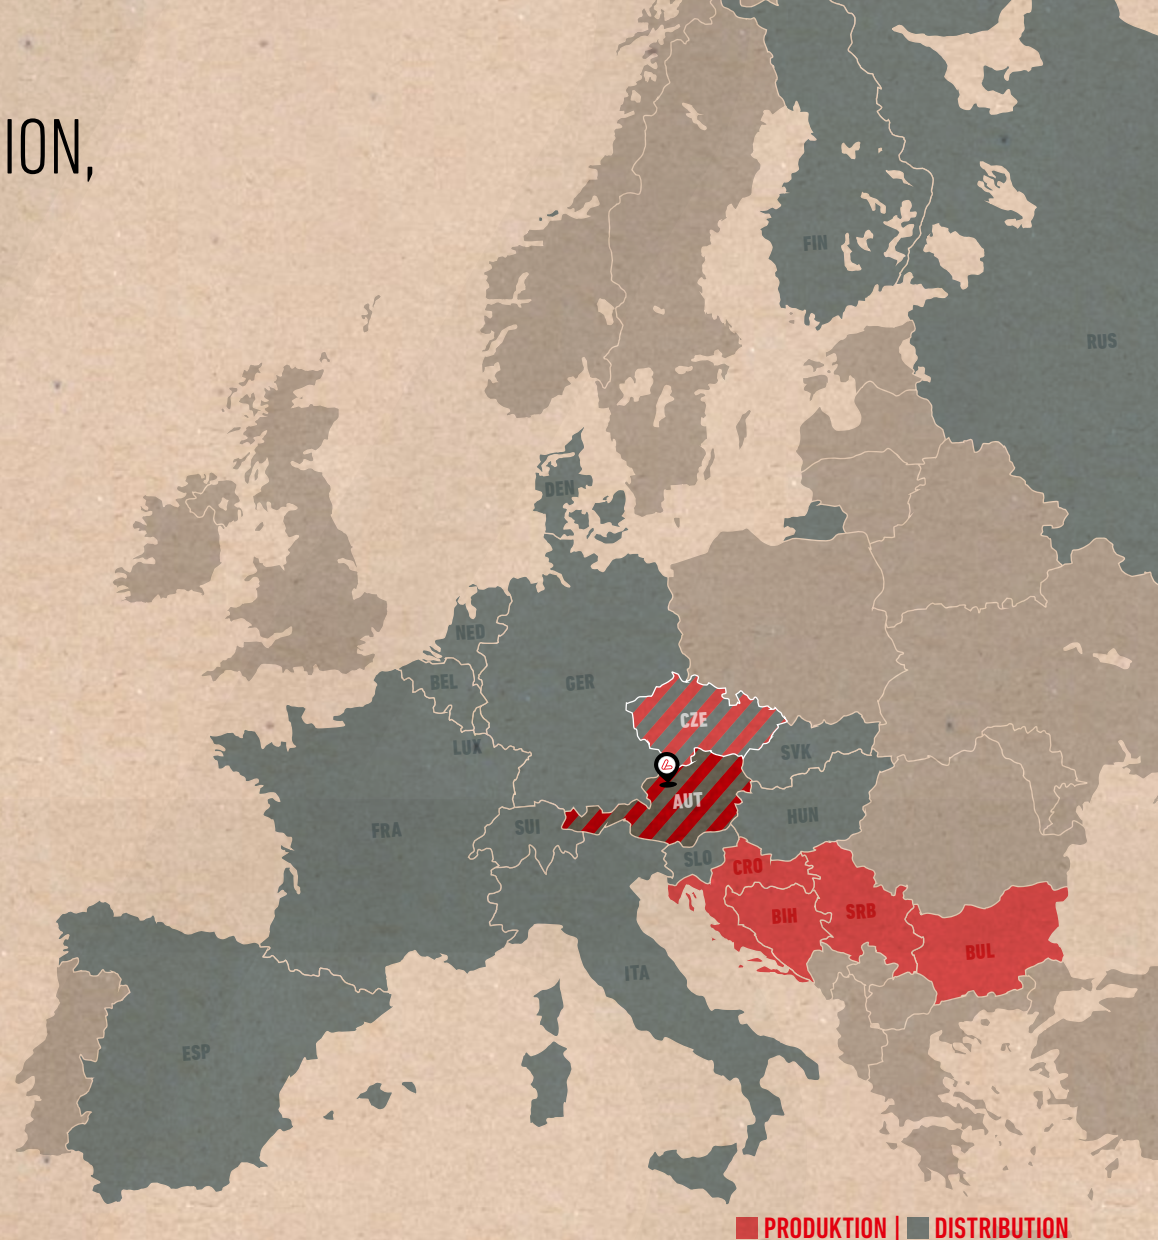 ION,
FIN
RUS
DEN
NED
BEL
GER
CZE
LUX
SVK
AUT
HUN
FRA
SUI
SLO
CRO
BIH
SRB
BUL
ITA
ESP
PRODUKTION | DISTRIBUTION